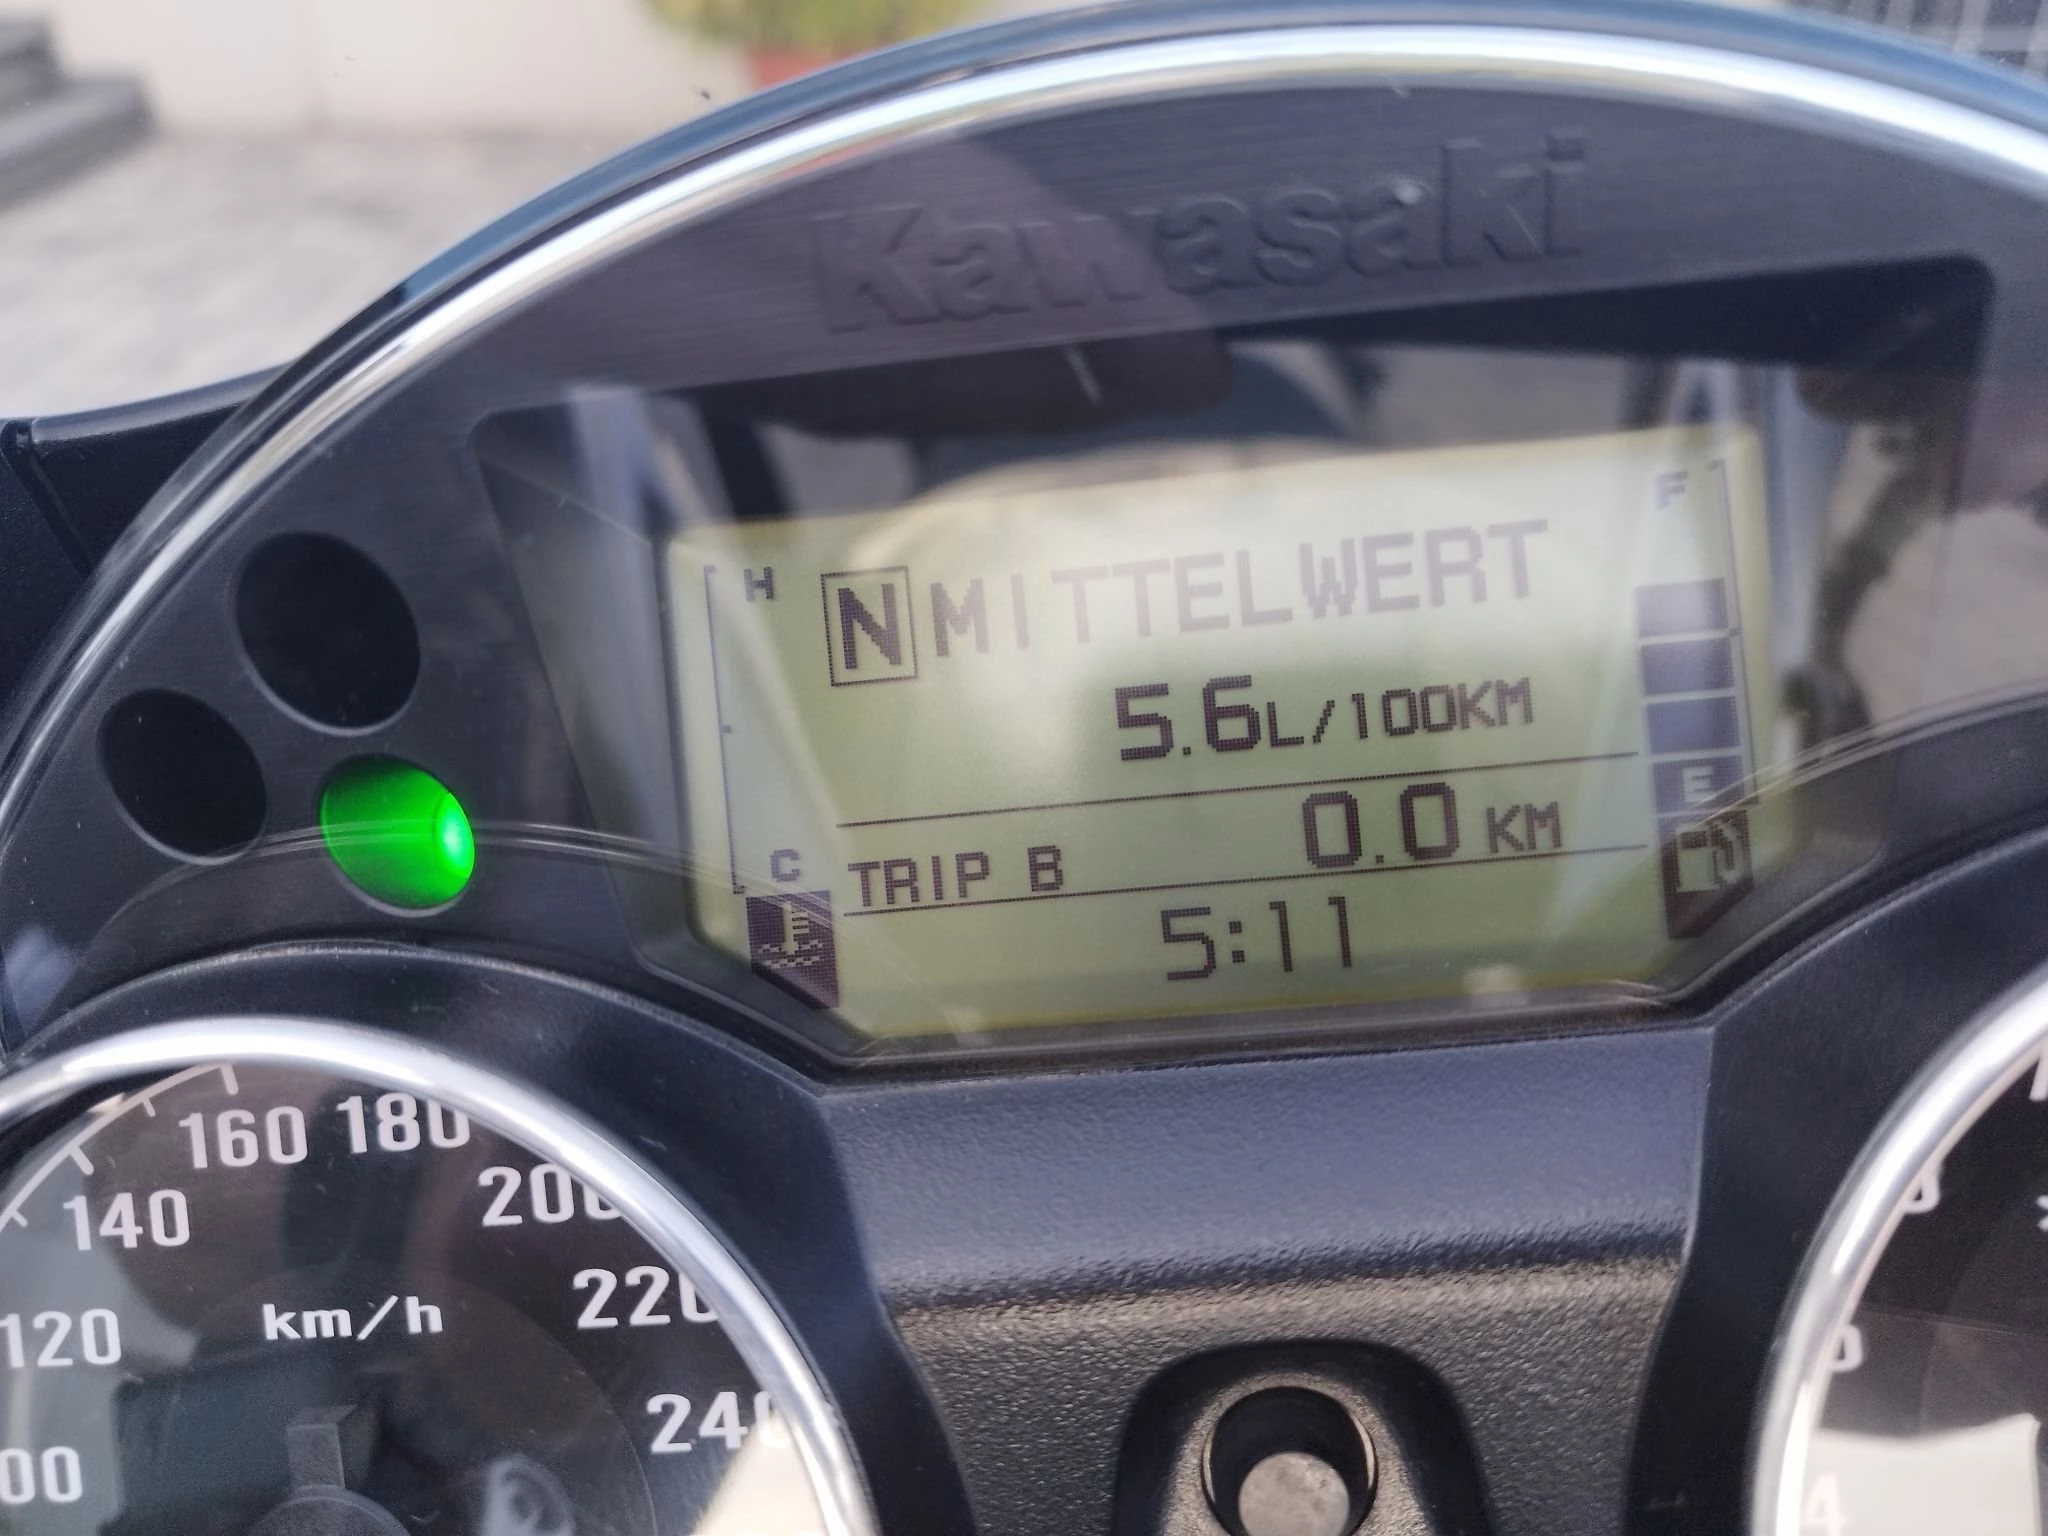 Kawasaki
F
H
N MITTELWERT
5.6L/100KM
E
TRIP B 0.0 KM
C
5:11
160 180
140 200
120 km/h 220
240
4